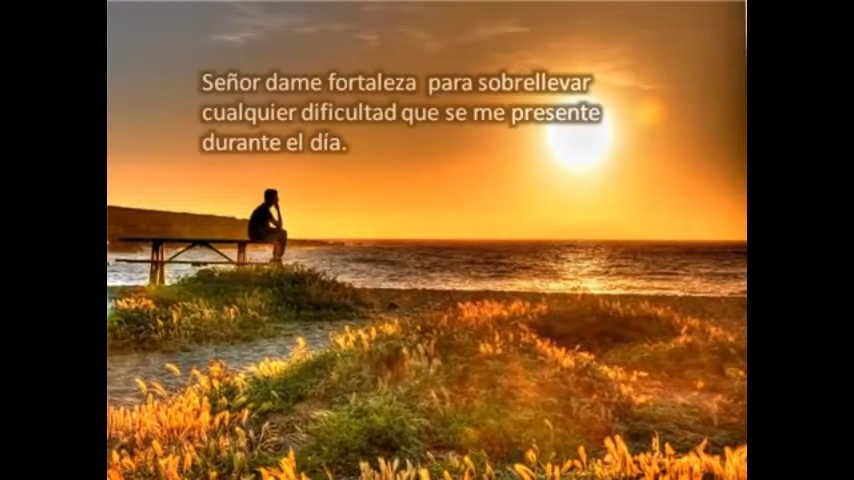 Señor dame fortaleza  para sobrellevar
cualquier dificultad que se me presente
durante el día.